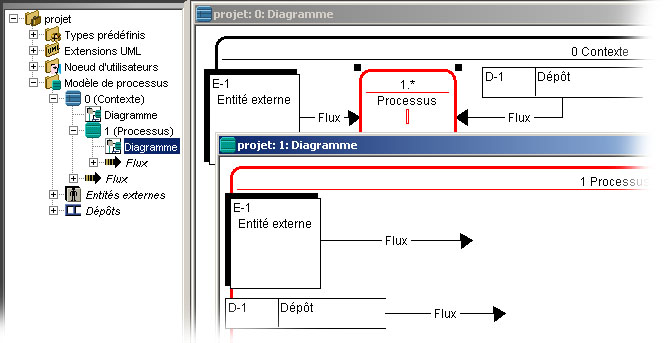 projet
Types prédéfinis
Extensions UML
Noeud d'utilisateurs
Modèle de processus
0 (Contexte)
Diagramme
1 (Processus)
Diagramme
Flux
Flux
Entités externes
Dépôts
projet: 0: Diagramme
0 Contexte
E-1
Entité externe
Flux
1.*
Processus
Flux
D-1
Dépôt
projet: 1: Diagramme
1 Processus
E-1
Entité externe
Flux
D-1
Dépôt
Flux